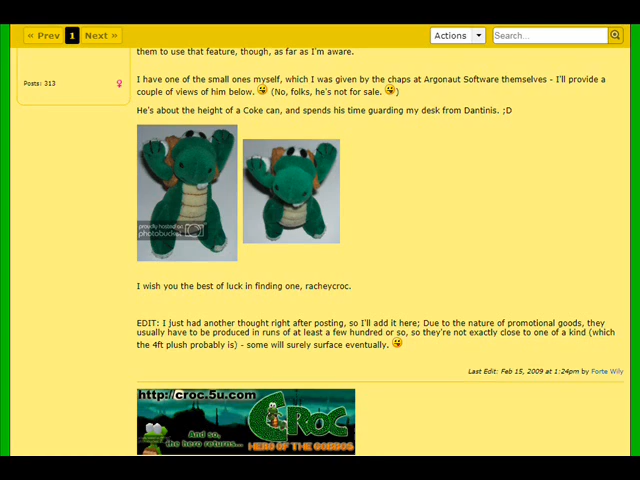 « Prev 1 Next » Actions Search...
them to use that feature, though, as far as I'm aware.
Posts: 313
I have one of the small ones myself, which I was given by the chaps at Argonaut Software themselves - I'll provide a
couple of views of him below. (No, folks, he's not for sale. )
He's about the height of a Coke can, and spends his time guarding my desk from Dantinis. ;D
proudly hosted on
photobucket
I wish you the best of luck in finding one, racheycroc.
EDIT: I just had another thought right after posting, so I'll add it here; Due to the nature of promotional goods, they
usually have to be produced in runs of at least a few hundred or so, so they're not exactly close to one of a kind (which
the 4ft plush probably is) - some will surely surface eventually.
Last Edit: Feb 15, 2009 at 1:24pm by Forte Wily
http://croc.5u.com
And so,
the hero returns...
CROC
HERO OF THE GOBBOS